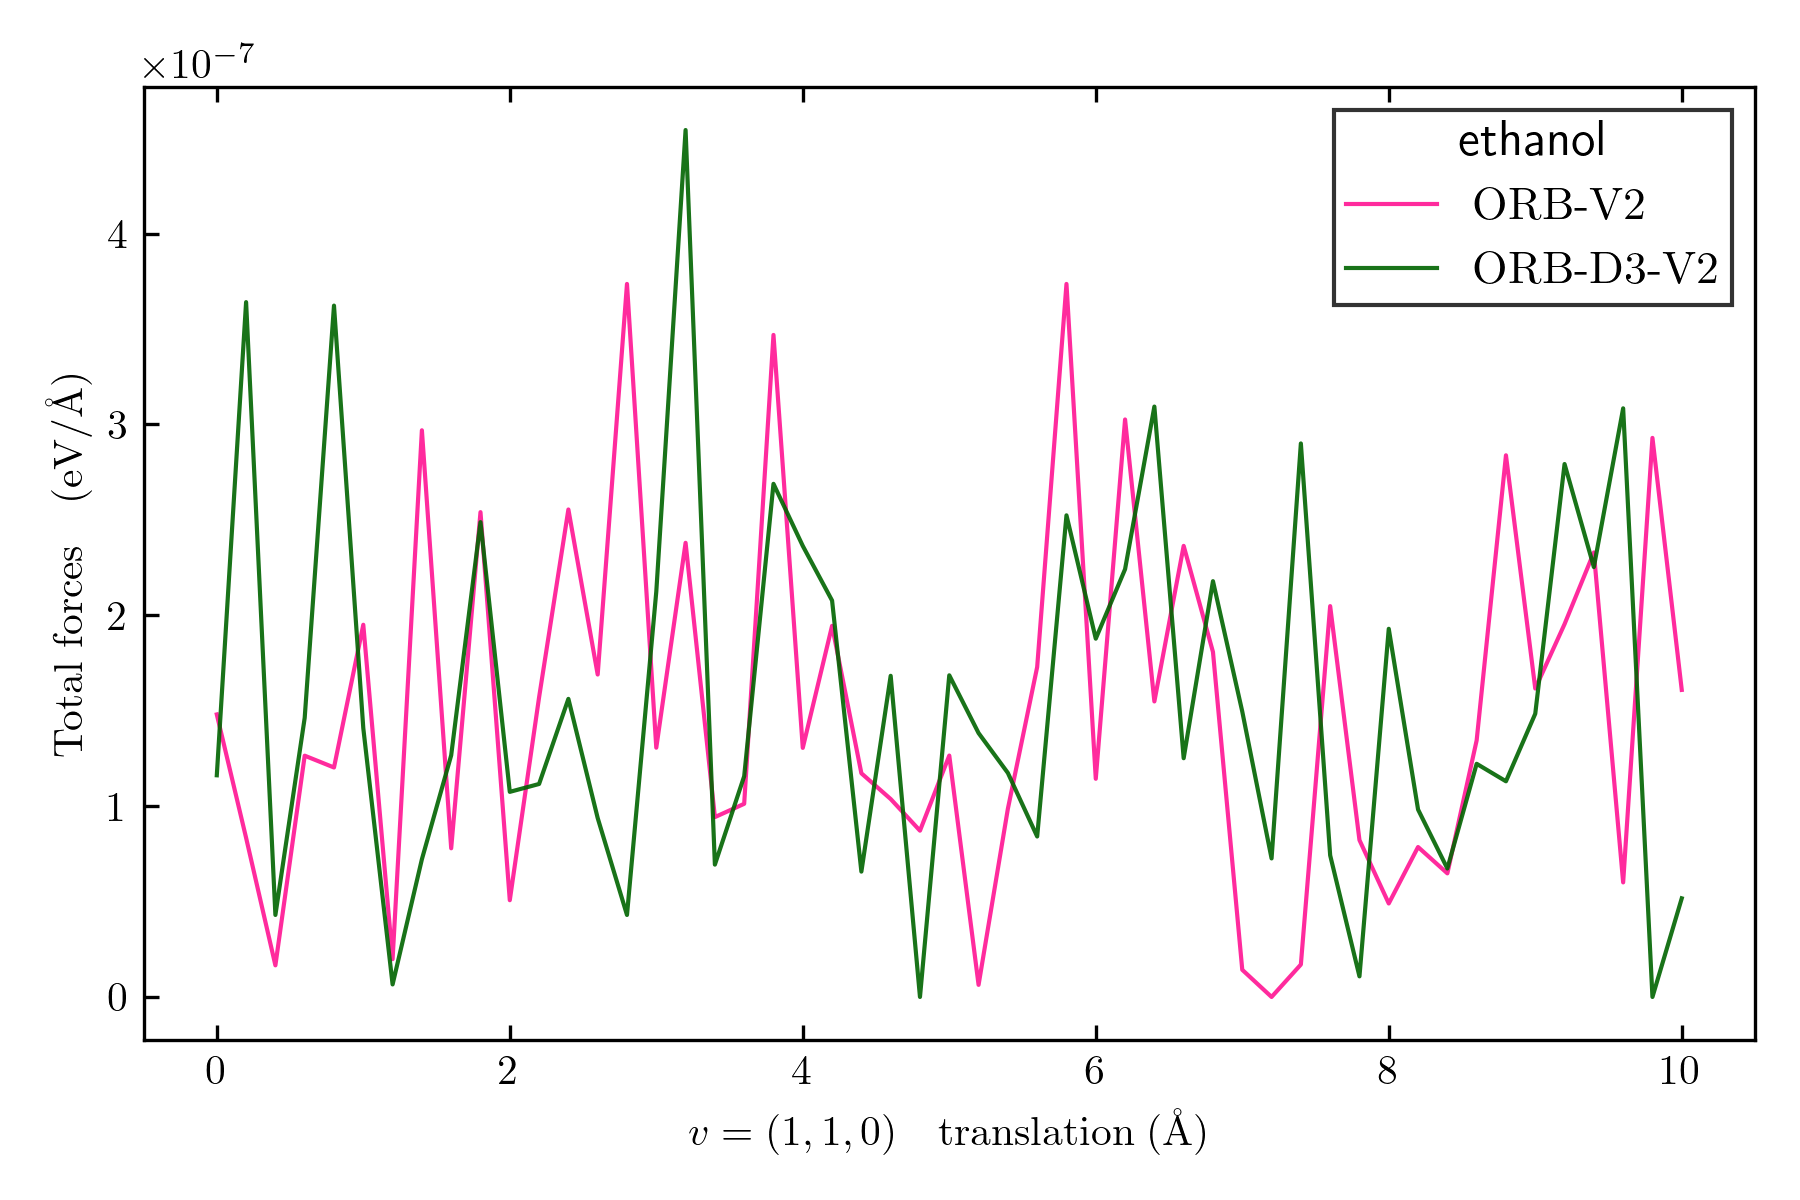 ×10⁻⁷
ethanol
ORB-V2
ORB-D3-V2
4
3
2
1
0
Total forces (eV/Å)
0 2 4 6 8 10
v = (1, 1, 0) translation (Å)